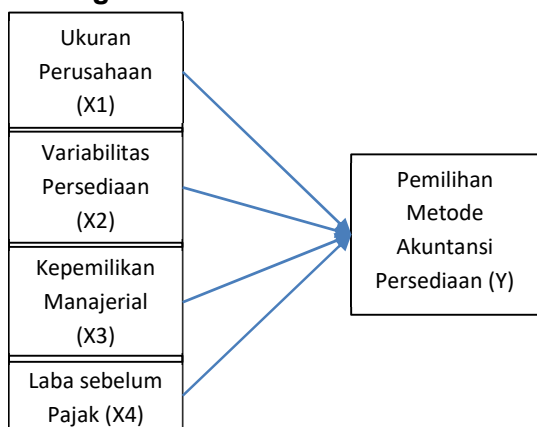 Ukuran
Perusahaan
(X1)
Variabilitas
Persediaan
(X2)
Kepemilikan
Manajerial
(X3)
Laba sebelum
Pajak (X4)
Pemilihan
Metode
Akuntansi
Persediaan (Y)